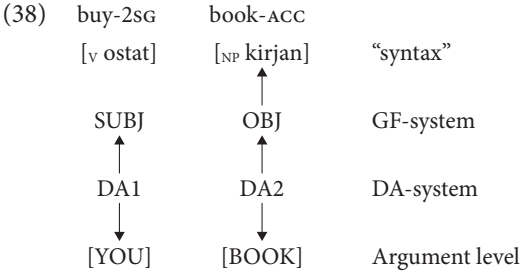 (38) buy-2SG book-ACC
[V ostat] [NP kirjan] “syntax”
SUBJ OBJ GF-system
DA1 DA2 DA-system
[YOU] [BOOK] Argument level